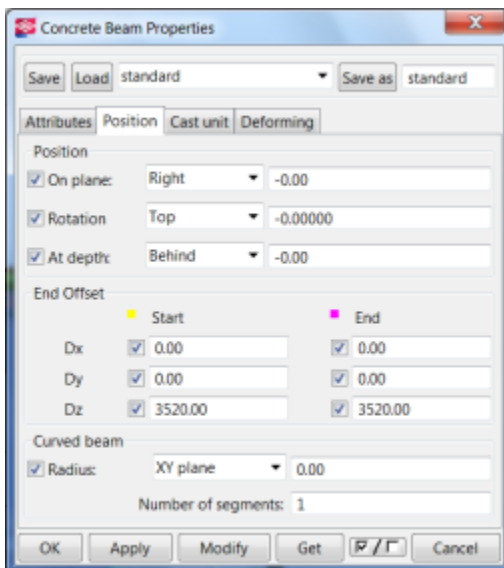 Concrete Beam Properties
Save Load standard Save as standard
Attributes Position Cast unit Deforming
Position
On plane: Right -0.00
Rotation Top -0.00000
At depth: Behind -0.00
End Offset
Start End
Dx 0.00 0.00
Dy 0.00 0.00
Dz 3520.00 3520.00
Curved beam
Radius: XY plane 0.00
Number of segments: 1
OK Apply Modify Get / Cancel